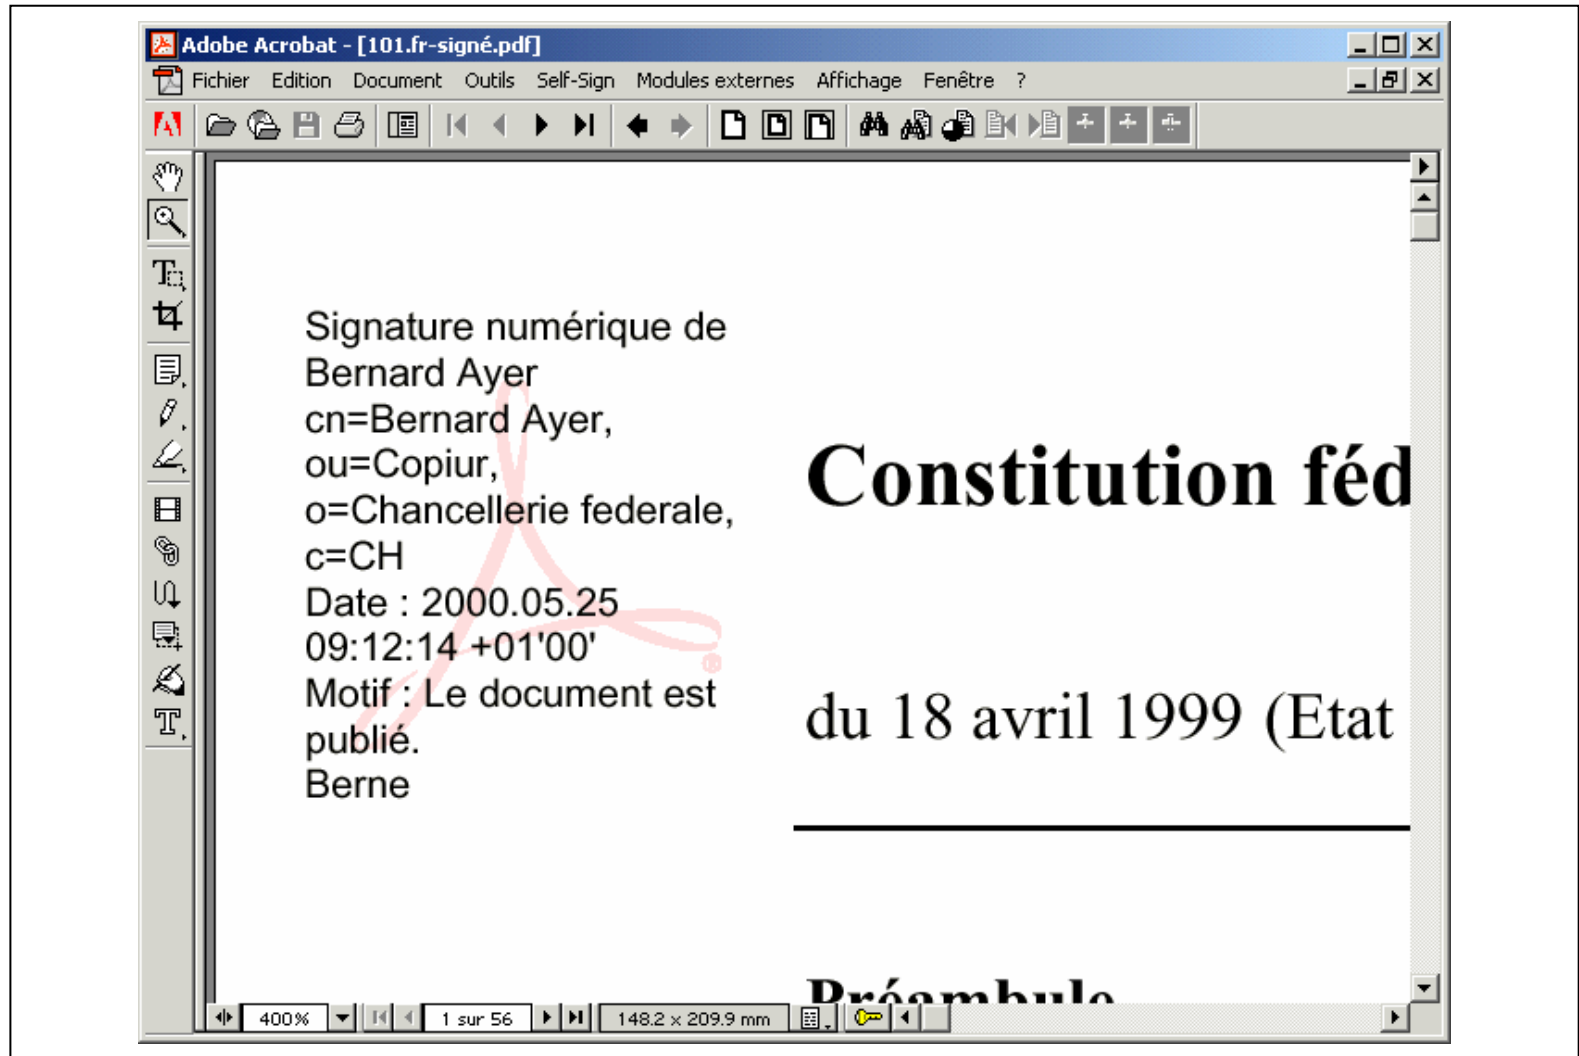 Adobe Acrobat - [101.fr-signé.pdf]
Fichier Edition Document Outils Self-Sign Modules externes Affichage Fenêtre ?
Signature numérique de
Bernard Ayer
cn=Bernard Ayer,
ou=Copiur,
o=Chancellerie federale,
c=CH
Date : 2000.05.25
09:12:14 +01'00'
Motif : Le document est
publié.
Berne
Constitution féd
du 18 avril 1999 (Etat
Préambule
400% 1 sur 56 148.2 x 209.9 mm